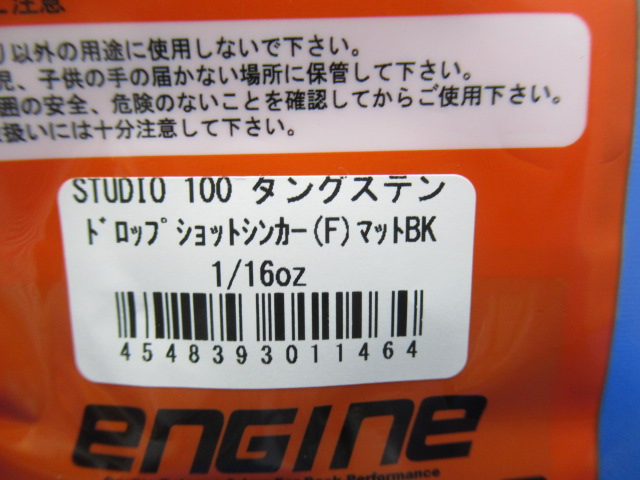 ご注意
り以外の用途に使用しないで下さい。
児、子供の手の届かない場所に保管して下さい。
囲の安全、危険のないことを確認してからご使用下さい。
扱いには十分注意して下さい。
STUDIO 100 タングステン
ﾄﾞﾛｯﾌﾟｼｮｯﾄｼﾝｶｰ(F)ﾏｯﾄBK
1/16oz
4548393011464
engine
Performance